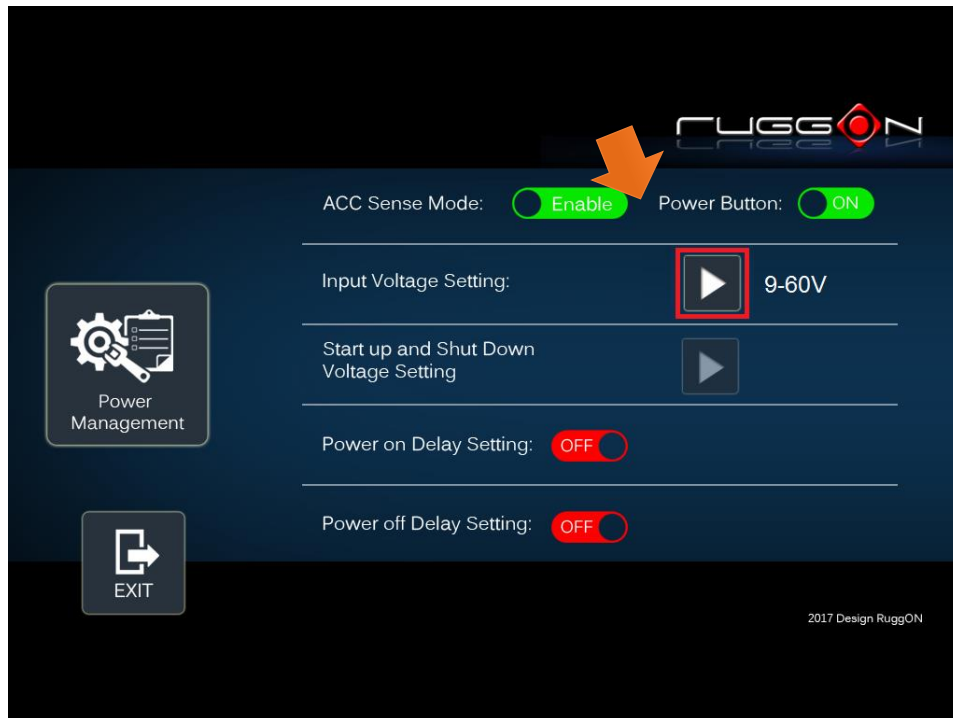 ruggON
ACC Sense Mode: Enable Power Button: ON
Input Voltage Setting: 9-60V
Start up and Shut Down
Voltage Setting
Power
Management
Power on Delay Setting: OFF
Power off Delay Setting: OFF
EXIT
2017 Design RuggON